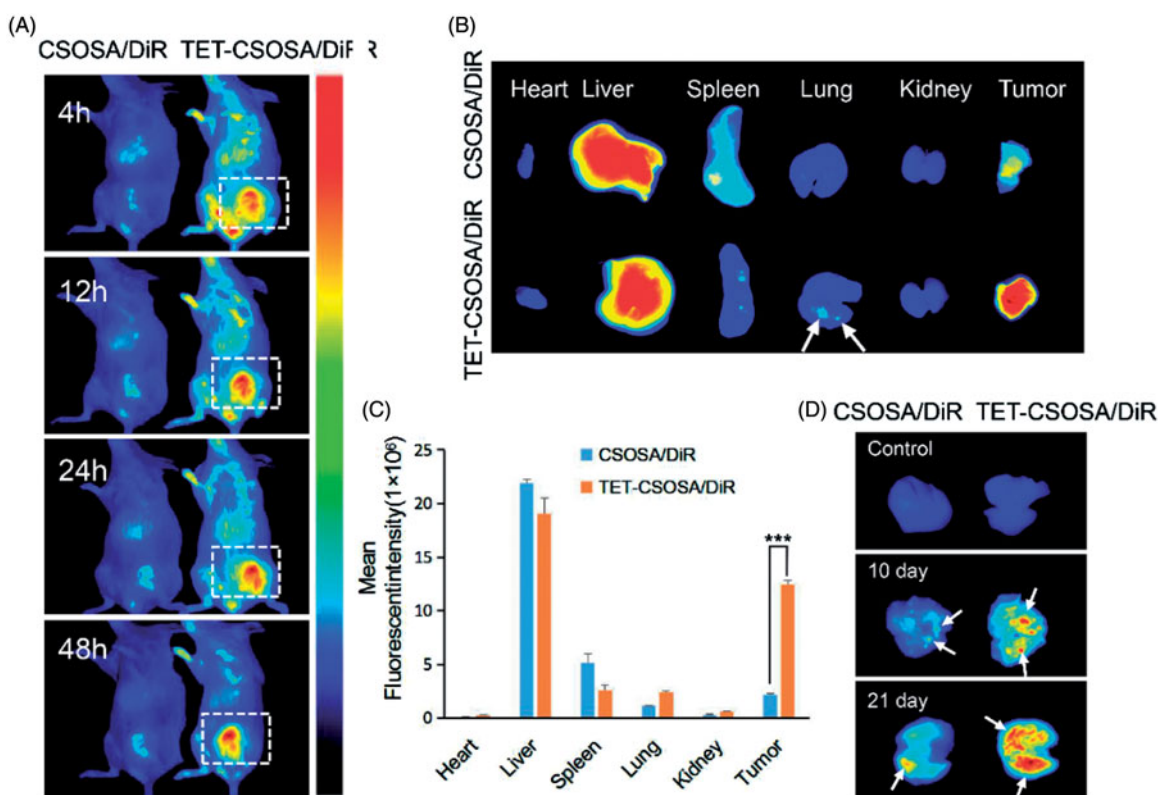 (A)
CSOSA/DiR TET-CSOSA/DiR
4h
12h
24h
48h
(B)
CSOSA/DiR
TET-CSOSA/DiR
Heart Liver Spleen Lung Kidney Tumor
(C)
Mean
Fluorescentintensity(1×10⁶)
25
20
15
10
5
0
CSOSA/DiR
TET-CSOSA/DiR
***
Heart Liver Spleen Lung Kidney Tumor
(D)
CSOSA/DiR TET-CSOSA/DiR
Control
10 day
21 day